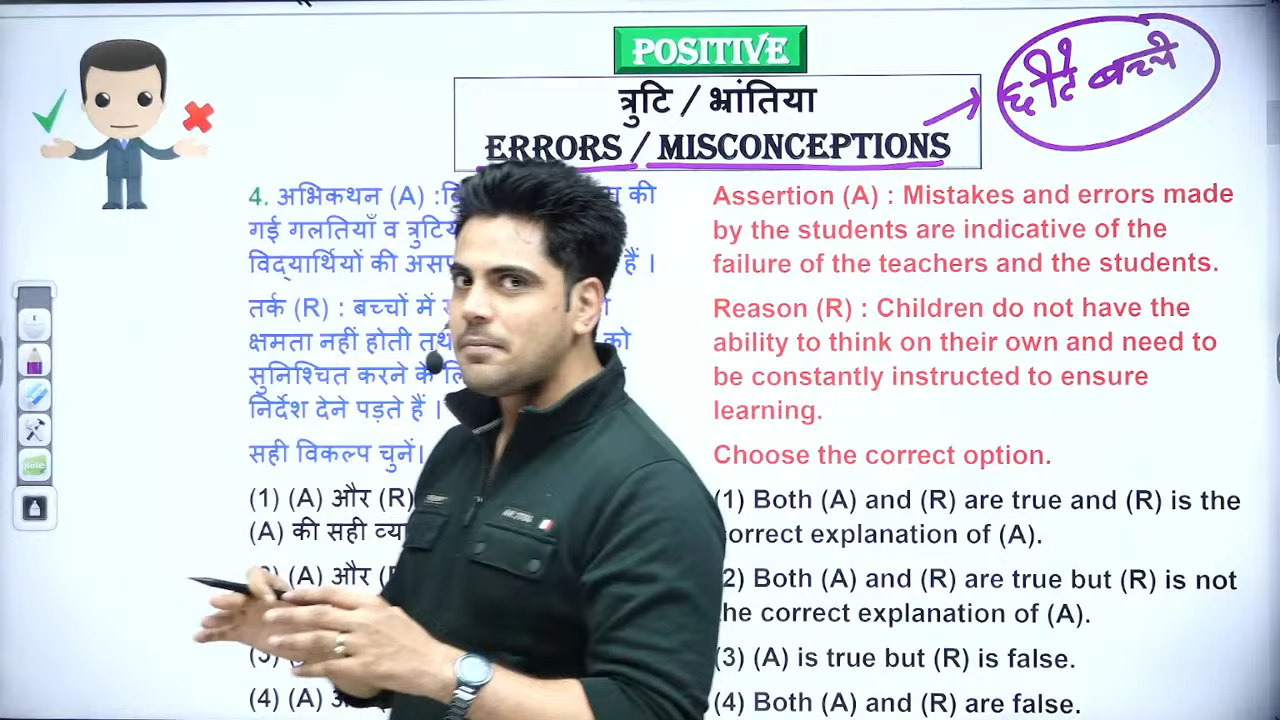 POSITIVE
त्रुटि / भ्रांतिया
ERRORS / MISCONCEPTIONS
छोटे बच्चे
4. अभिकथन (A) : की
गई गलतियाँ व
विद्यार्थियों की हैं ।
तर्क (R) : बच्चों में
क्षमता नहीं होती को
सुनिश्चित करने के
निर्देश देने पड़ते हैं ।
सही विकल्प चुनें।
(1) (A) और (R)
(A) की सही
(A) और
(4) (A)
Assertion (A) : Mistakes and errors made
by the students are indicative of the
failure of the teachers and the students.
Reason (R) : Children do not have the
ability to think on their own and need to
be constantly instructed to ensure
learning.
Choose the correct option.
(1) Both (A) and (R) are true and (R) is the
correct explanation of (A).
(2) Both (A) and (R) are true but (R) is not
the correct explanation of (A).
(3) (A) is true but (R) is false.
(4) Both (A) and (R) are false.
Note